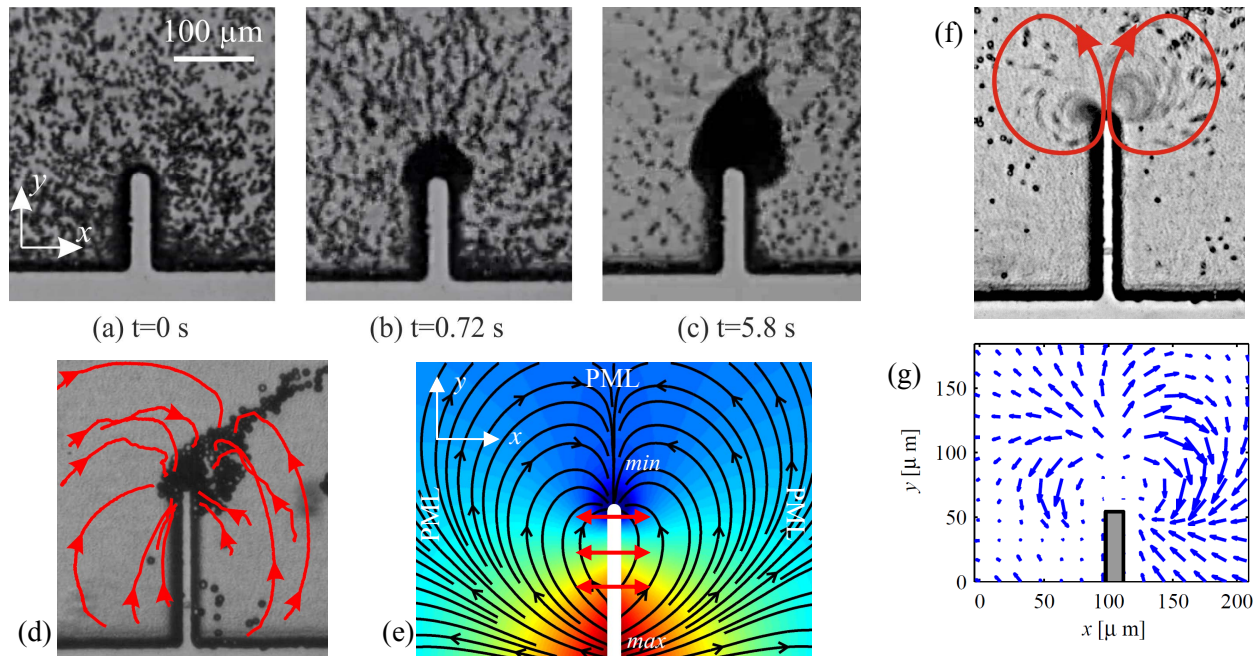 100 µm
y
x
(a) t=0 s
(b) t=0.72 s
(c) t=5.8 s
(d)
y
x
PML
PML
PML
min
max
(e)
(f)
(g)
150
100
50
0
y [µ m]
0 50 100 150 200
x [µ m]